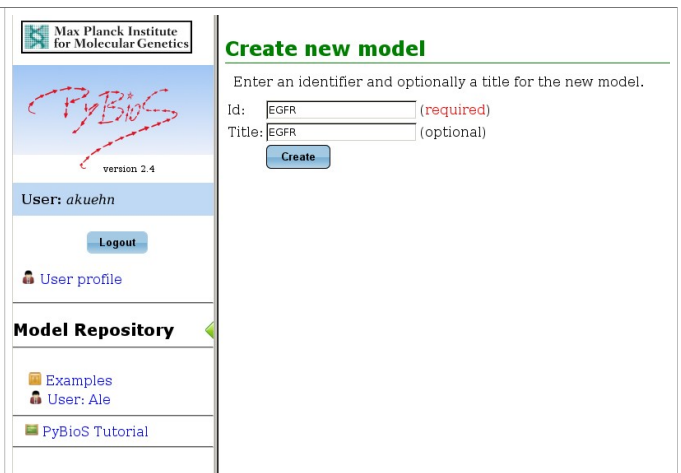 Max Planck Institute
for Molecular Genetics
PyBioS
version 2.4
User: akuehn
Logout
User profile
Model Repository
Examples
User: Ale
PyBioS Tutorial
Create new model
Enter an identifier and optionally a title for the new model.
Id: EGFR (required)
Title: EGFR (optional)
Create